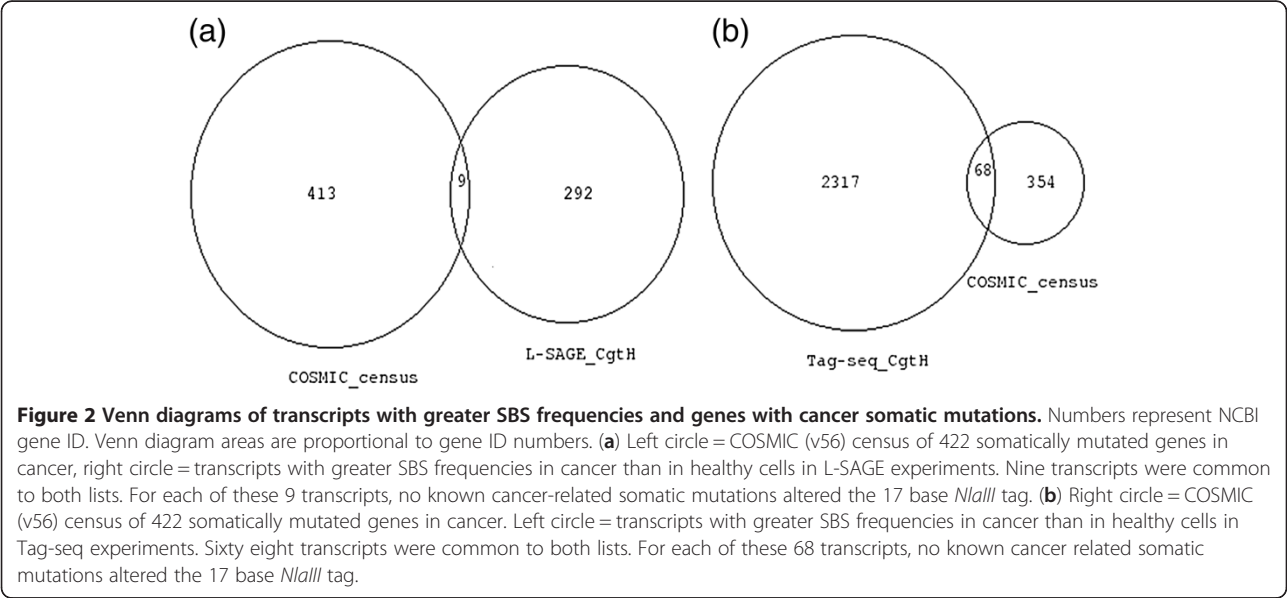 (a)
(b)
413
9
292
2317
68
354
COSMIC_census
L-SAGE_CgtH
Tag-seq_CgtH
COSMIC_census
Figure 2 Venn diagrams of transcripts with greater SBS frequencies and genes with cancer somatic mutations. Numbers represent NCBI
gene ID. Venn diagram areas are proportional to gene ID numbers. (a) Left circle = COSMIC (v56) census of 422 somatically mutated genes in
cancer, right circle = transcripts with greater SBS frequencies in cancer than in healthy cells in L-SAGE experiments. Nine transcripts were common
to both lists. For each of these 9 transcripts, no known cancer-related somatic mutations altered the 17 base NlaIII tag. (b) Right circle = COSMIC
(v56) census of 422 somatically mutated genes in cancer. Left circle = transcripts with greater SBS frequencies in cancer than in healthy cells in
Tag-seq experiments. Sixty eight transcripts were common to both lists. For each of these 68 transcripts, no known cancer related somatic
mutations altered the 17 base NlaIII tag.